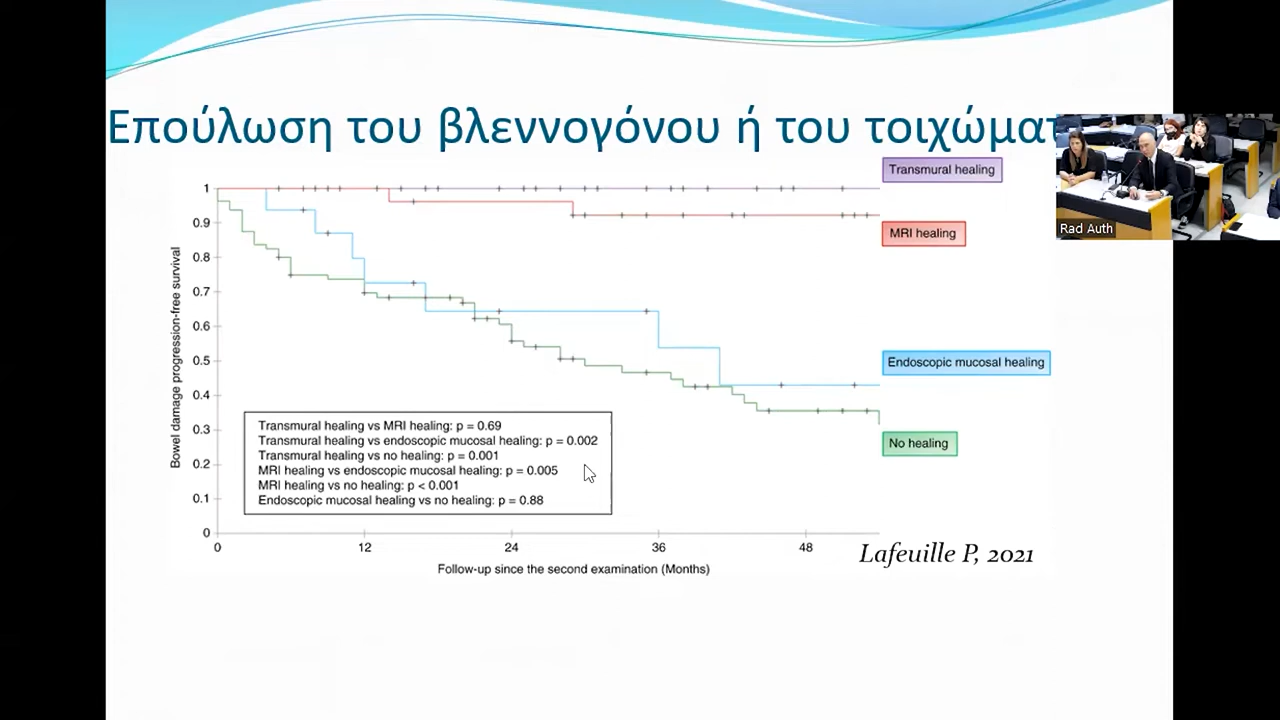 Επούλωση του βλεννογόνου ή του
Transmural healing
MRI healing
Endoscopic mucosal healing
No healing
Rad Auth
Bowel damage progression-free survival
1
0.9
0.8
0.7
0.6
0.5
0.4
0.3
0.2
0.1
0
Transmural healing vs MRI healing: p = 0.69
Transmural healing vs endoscopic mucosal healing: p = 0.002
Transmural healing vs no healing: p = 0.001
MRI healing vs endoscopic mucosal healing: p = 0.005
MRI healing vs no healing: p < 0.001
Endoscopic mucosal healing vs no healing: p = 0.88
0 12 24 36 48
Follow-up since the second examination (Months)
Lafeuille P, 2021